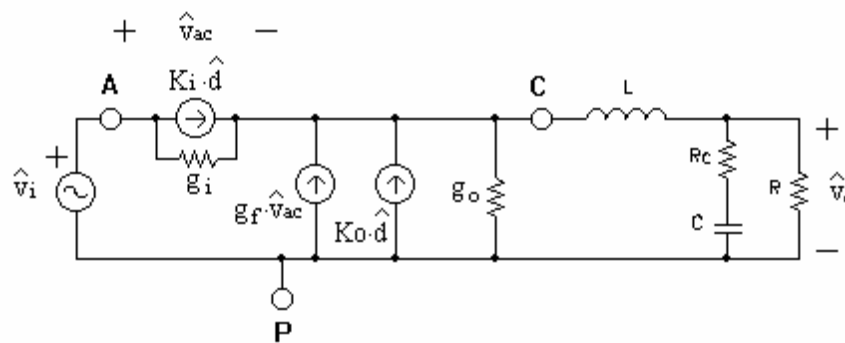 + v̂ac −
A
Ki·d̂
C
L
+
v̂i
gi
gf·v̂ac
Ko·d̂
go
Rc
C
R
+
v̂
−
P